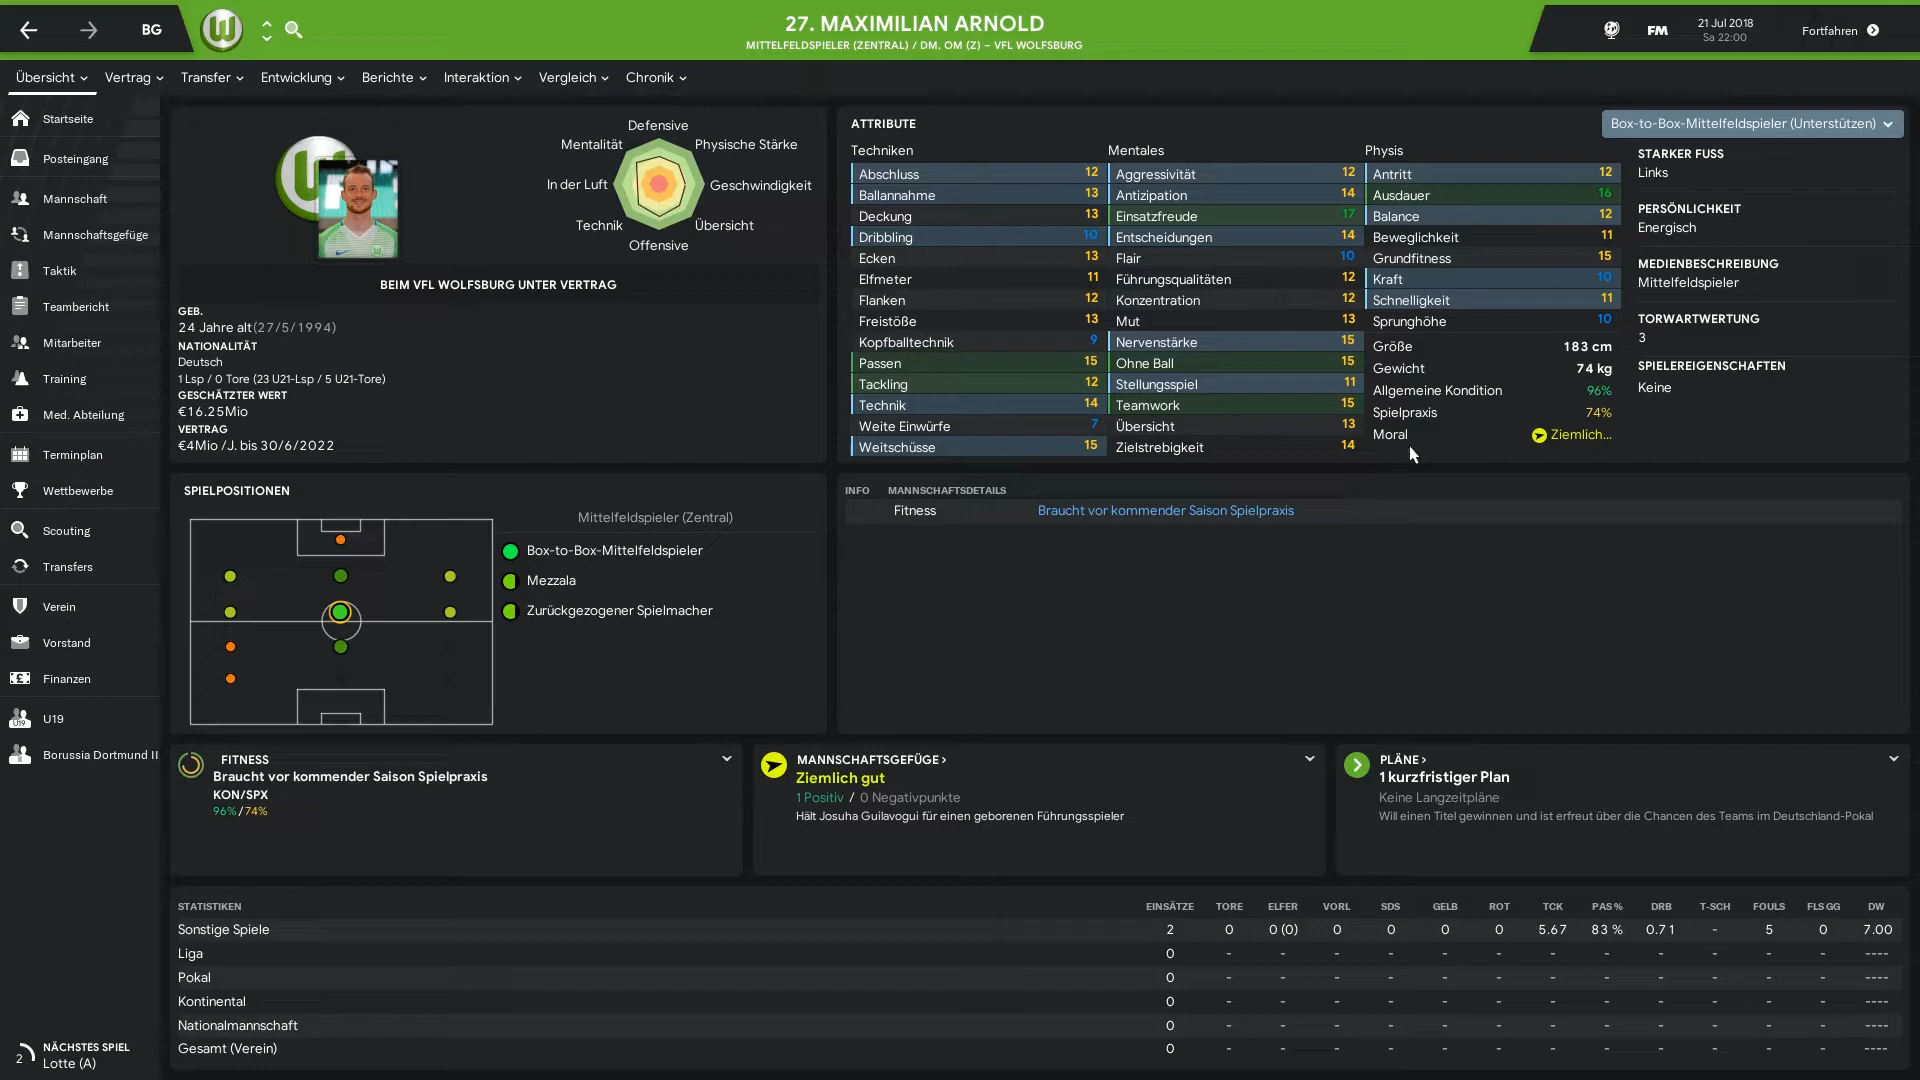 BG
27. MAXIMILIAN ARNOLD
MITTELFELDSPIELER (ZENTRAL) / DM, OM (Z) – VFL WOLFSBURG
FM
21 Jul 2018
Sa 22:00
Fortfahren
Übersicht
Vertrag
Transfer
Entwicklung
Berichte
Interaktion
Vergleich
Chronik
Startseite
Posteingang
Mannschaft
Mannschaftsgefüge
Taktik
Teambericht
Mitarbeiter
Training
Med. Abteilung
Terminplan
Wettbewerbe
Scouting
Transfers
Verein
Vorstand
Finanzen
U19
U19
Borussia Dortmund II
2
NÄCHSTES SPIEL
Lotte (A)
Defensive
Mentalität
Physische Stärke
In der Luft
Geschwindigkeit
Technik
Übersicht
Offensive
BEIM VFL WOLFSBURG UNTER VERTRAG
GEB.
24 Jahre alt(27/5/1994)
NATIONALITÄT
Deutsch
1 Lsp / 0 Tore (23 U21-Lsp / 5 U21-Tore)
GESCHÄTZTER WERT
€16.25Mio
VERTRAG
€4Mio /J. bis 30/6/2022
ATTRIBUTE
Box-to-Box-Mittelfeldspieler (Unterstützen)
Techniken
Abschluss 12
Ballannahme 13
Deckung 13
Dribbling 10
Ecken 13
Elfmeter 11
Flanken 12
Freistöße 13
Kopfballtechnik 9
Passen 15
Tackling 12
Technik 14
Weite Einwürfe 7
Weitschüsse 15
Mentales
Aggressivität 12
Antizipation 14
Einsatzfreude 17
Entscheidungen 14
Flair 10
Führungsqualitäten 12
Konzentration 12
Mut 13
Nervenstärke 15
Ohne Ball 15
Stellungsspiel 11
Teamwork 15
Übersicht 13
Zielstrebigkeit 14
Physis
Antritt 12
Ausdauer 16
Balance 12
Beweglichkeit 11
Grundfitness 15
Kraft 10
Schnelligkeit 11
Sprunghöhe 10
Größe 183 cm
Gewicht 74 kg
Allgemeine Kondition 96%
Spielpraxis 74%
Moral Ziemlich...
STARKER FUSS
Links
PERSÖNLICHKEIT
Energisch
MEDIENBESCHREIBUNG
Mittelfeldspieler
TORWARTWERTUNG
3
SPIELEREIGENSCHAFTEN
Keine
SPIELPOSITIONEN
Mittelfeldspieler (Zentral)
Box-to-Box-Mittelfeldspieler
Mezzala
Zurückgezogener Spielmacher
INFO MANNSCHAFTSDETAILS
Fitness Braucht vor kommender Saison Spielpraxis
FITNESS
Braucht vor kommender Saison Spielpraxis
KON/SPX
96%/74%
MANNSCHAFTSGEFÜGE ›
Ziemlich gut
1 Positiv / 0 Negativpunkte
Hält Josuha Guilavogui für einen geborenen Führungsspieler
PLÄNE ›
1 kurzfristiger Plan
Keine Langzeitpläne
Will einen Titel gewinnen und ist erfreut über die Chancen des Teams im Deutschland-Pokal
STATISTIKEN EINSÄTZE TORE ELFER VORL SDS GELB ROT TCK PAS % DRB T-SCH FOULS FLS GG DW
Sonstige Spiele 2 0 0 (0) 0 0 0 0 5.67 83 % 0.71 - 5 0 7.00
Liga 0 - - - - - - - - - - - - ----
Pokal 0 - - - - - - - - - - - - ----
Kontinental 0 - - - - - - - - - - - - ----
Nationalmannschaft 0 - - - - - - - - - - - - ----
Gesamt (Verein) 0 - - - - - - - - - - - - ----